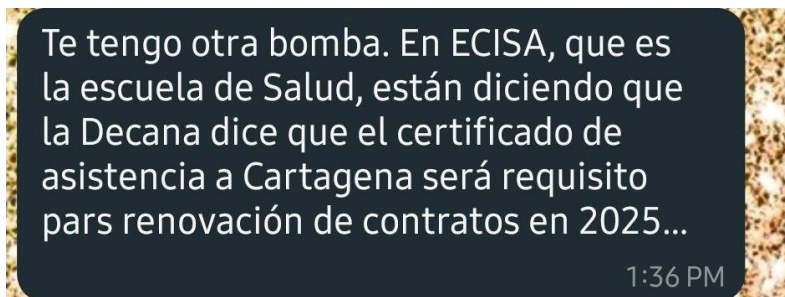 Te tengo otra bomba. En ECISA, que es
la escuela de Salud, están diciendo que
la Decana dice que el certificado de
asistencia a Cartagena será requisito
pars renovación de contratos en 2025...
1:36 PM